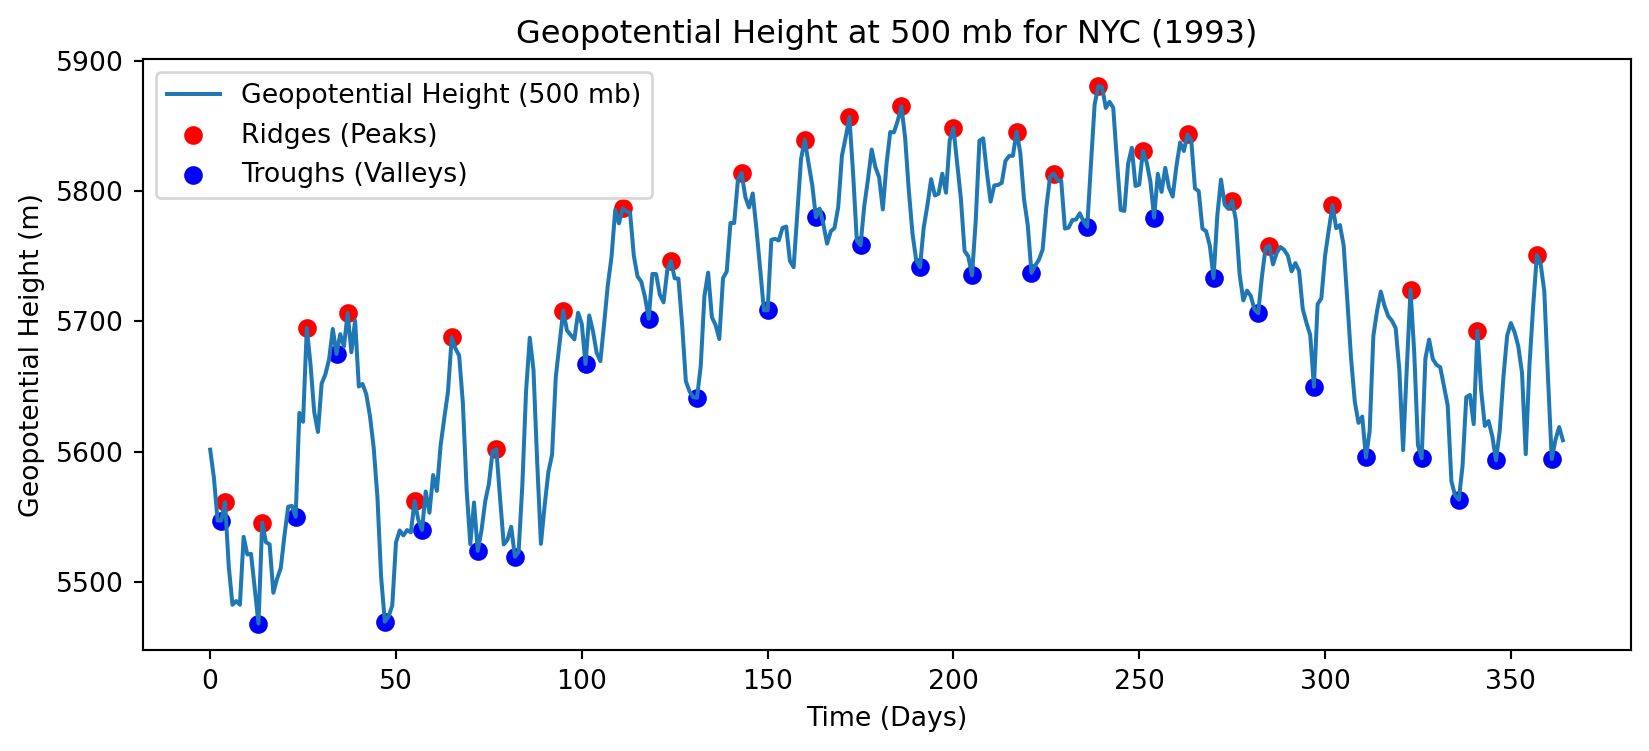 Geopotential Height at 500 mb for NYC (1993)
Geopotential Height (500 mb)
Ridges (Peaks)
Troughs (Valleys)
Geopotential Height (m)
5900
5800
5700
5600
5500
0 50 100 150 200 250 300 350
Time (Days)